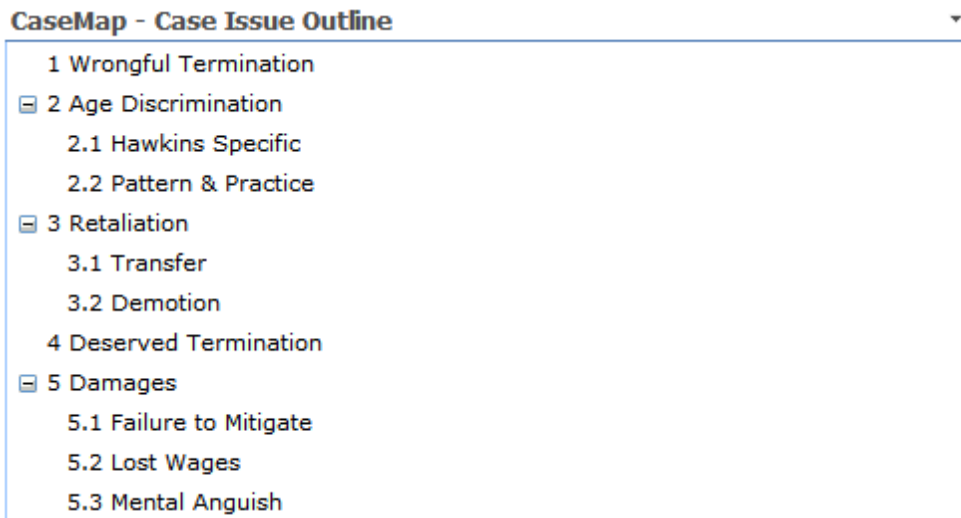 CaseMap - Case Issue Outline
1 Wrongful Termination
2 Age Discrimination
2.1 Hawkins Specific
2.2 Pattern & Practice
3 Retaliation
3.1 Transfer
3.2 Demotion
4 Deserved Termination
5 Damages
5.1 Failure to Mitigate
5.2 Lost Wages
5.3 Mental Anguish